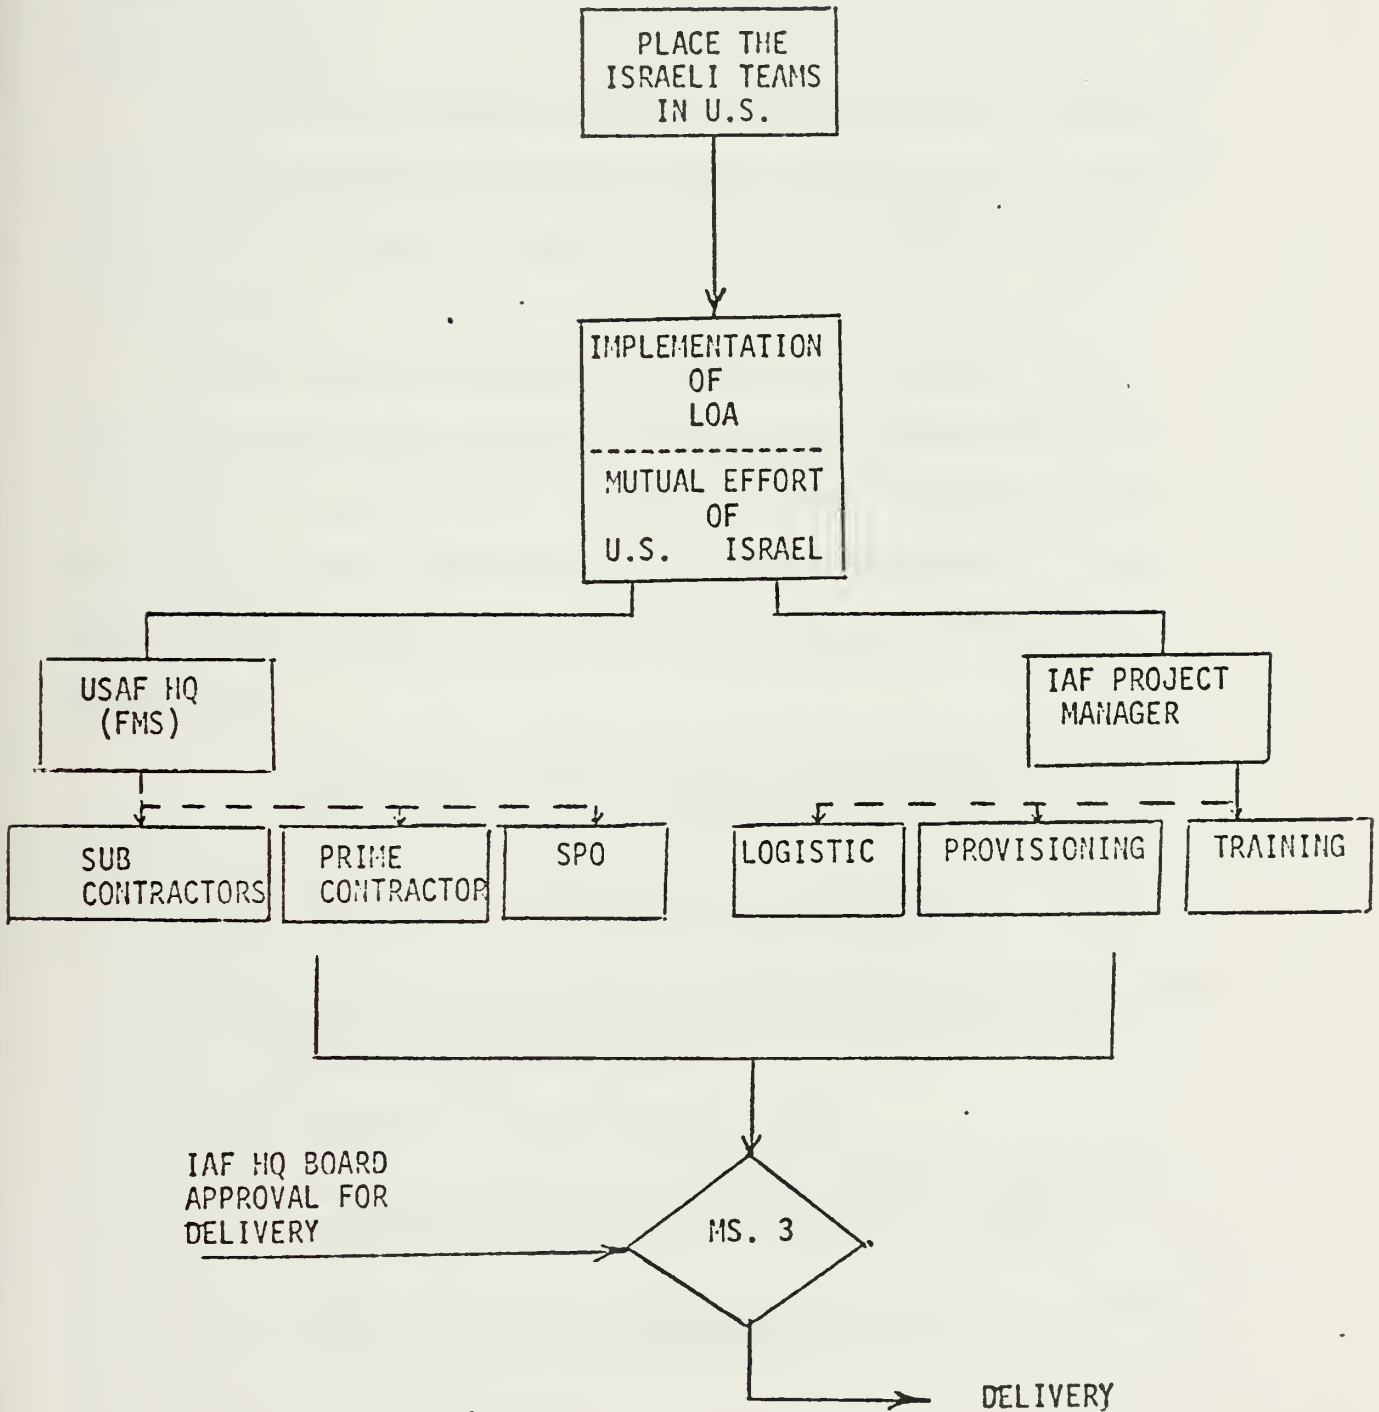 PLACE THE
ISRAELI TEAMS
IN U.S.
IMPLEMENTATION
OF
LOA
MUTUAL EFFORT
OF
U.S. ISRAEL
USAF HQ
(FMS)
IAF PROJECT
MANAGER
SUB
CONTRACTORS
PRIME
CONTRACTOR
SPO
LOGISTIC
PROVISIONING
TRAINING
IAF HQ BOARD
APPROVAL FOR
DELIVERY
MS. 3
DELIVERY